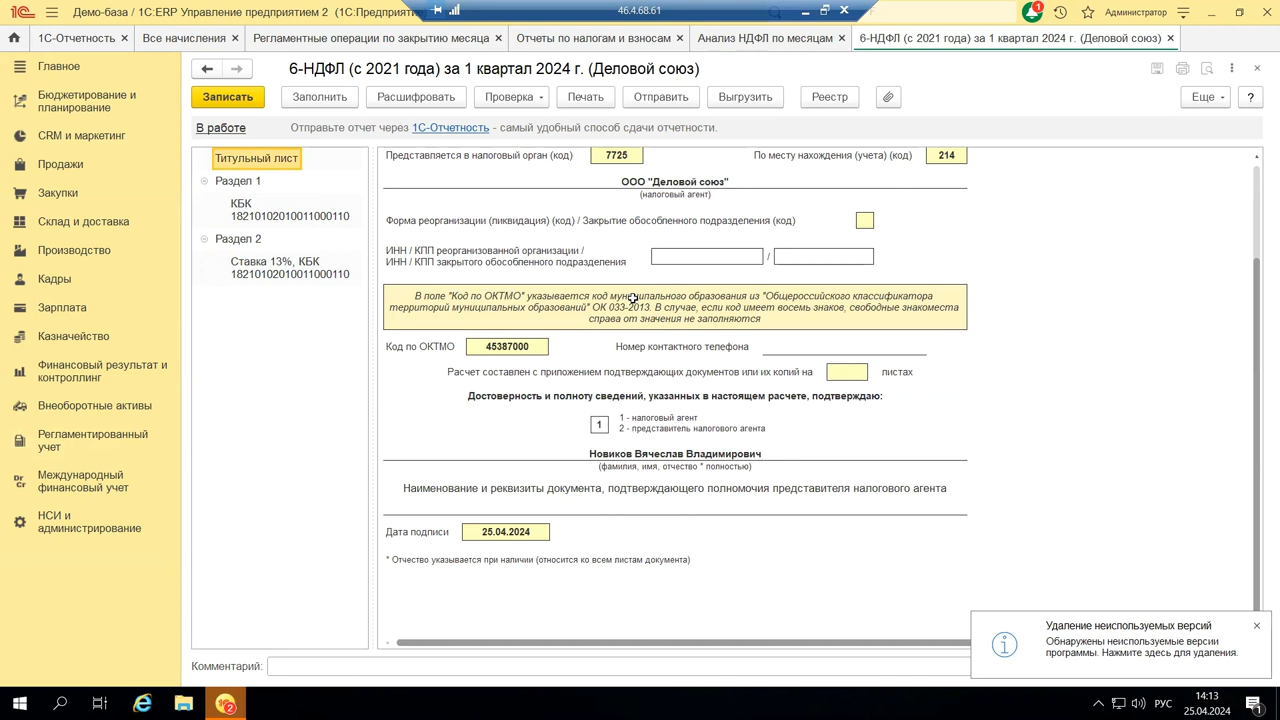 Демо-база / 1С:ERP Управление предприятием 2 (1С:Предприяти
46.4.68.61
1
Администратор
1С-Отчетность ×
Все начисления ×
Регламентные операции по закрытию месяца ×
Отчеты по налогам и взносам ×
Анализ НДФЛ по месяцам ×
6-НДФЛ (с 2021 года) за 1 квартал 2024 г. (Деловой союз) ×
Главное
Бюджетирование и
планирование
CRM и маркетинг
Продажи
Закупки
Склад и доставка
Производство
Кадры
Зарплата
Казначейство
Финансовый результат и
контроллинг
Внеоборотные активы
Регламентированный
учет
Международный
финансовый учет
НСИ и
администрирование
6-НДФЛ (с 2021 года) за 1 квартал 2024 г. (Деловой союз)
Записать
Заполнить
Расшифровать
Проверка
Печать
Отправить
Выгрузить
Реестр
Еще
?
В работе
Отправьте отчет через 1С-Отчетность - самый удобный способ сдачи отчетности.
Титульный лист
Раздел 1
КБК
18210102010011000110
Раздел 2
Ставка 13%, КБК
18210102010011000110
Представляется в налоговый орган (код) 7725 По месту нахождения (учета) (код) 214
ООО "Деловой союз"
(налоговый агент)
Форма реорганизации (ликвидация) (код) / Закрытие обособленного подразделения (код)
ИНН / КПП реорганизованной организации /
ИНН / КПП закрытого обособленного подразделения /
В поле "Код по ОКТМО" указывается код муниципального образования из "Общероссийского классификатора
территорий муниципальных образований" ОК 033-2013. В случае, если код имеет восемь знаков, свободные знакоместа
справа от значения не заполняются
Код по ОКТМО 45387000 Номер контактного телефона
Расчет составлен с приложением подтверждающих документов или их копий на листах
Достоверность и полноту сведений, указанных в настоящем расчете, подтверждаю:
1 1 - налоговый агент
2 - представитель налогового агента
Новиков Вячеслав Владимирович
(фамилия, имя, отчество * полностью)
Наименование и реквизиты документа, подтверждающего полномочия представителя налогового агента
Дата подписи 25.04.2024
* Отчество указывается при наличии (относится ко всем листам документа)
Комментарий:
Удаление неиспользуемых версий ×
Обнаружены неиспользуемые версии
программы. Нажмите здесь для удаления.
2
РУС
14:13
25.04.2024
1